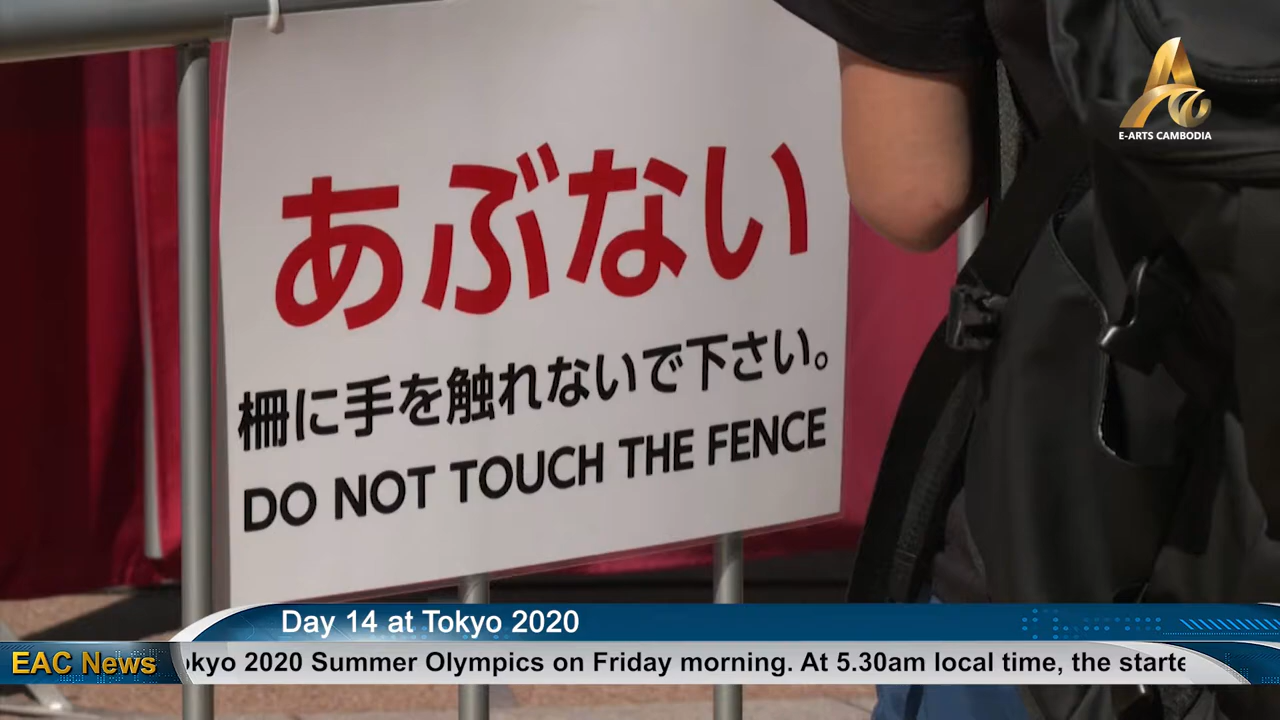 E-ARTS CAMBODIA
あぶない
柵に手を触れないで下さい。
DO NOT TOUCH THE FENCE
Day 14 at Tokyo 2020
EAC News
2020 Summer Olympics on Friday morning. At 5.30am local time, the